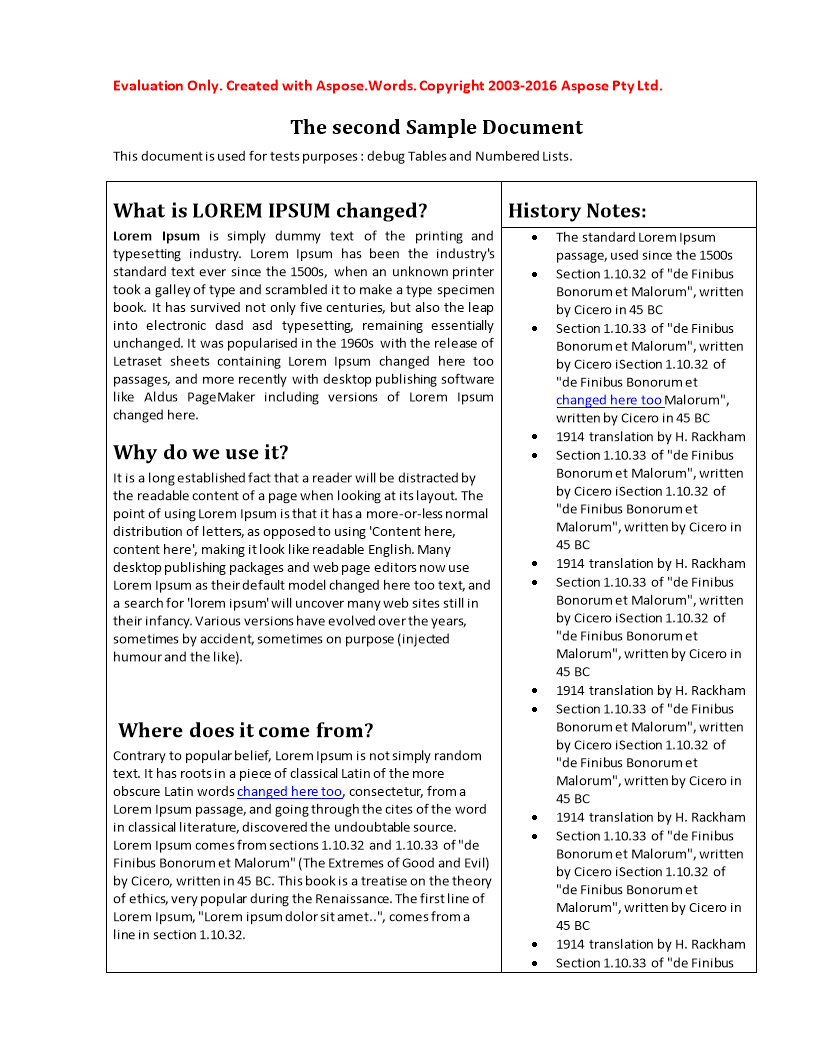 Evaluation Only. Created with Aspose.Words. Copyright 2003-2016 Aspose Pty Ltd.
The second Sample Document
This document is used for tests purposes : debug Tables and Numbered Lists.
What is LOREM IPSUM changed?
Lorem Ipsum is simply dummy text of the printing and
typesetting industry. Lorem Ipsum has been the industry's
standard text ever since the 1500s, when an unknown printer
took a galley of type and scrambled it to make a type specimen
book. It has survived not only five centuries, but also the leap
into electronic dasd asd typesetting, remaining essentially
unchanged. It was popularised in the 1960s with the release of
Letraset sheets containing Lorem Ipsum changed here too
passages, and more recently with desktop publishing software
like Aldus PageMaker including versions of Lorem Ipsum
changed here.
Why do we use it?
It is a long established fact that a reader will be distracted by
the readable content of a page when looking at its layout. The
point of using Lorem Ipsum is that it has a more-or-less normal
distribution of letters, as opposed to using 'Content here,
content here', making it look like readable English. Many
desktop publishing packages and web page editors now use
Lorem Ipsum as their default model changed here too text, and
a search for 'lorem ipsum' will uncover many web sites still in
their infancy. Various versions have evolved over the years,
sometimes by accident, sometimes on purpose (injected
humour and the like).
Where does it come from?
Contrary to popular belief, Lorem Ipsum is not simply random
text. It has roots in a piece of classical Latin of the more
obscure Latin words changed here too, consectetur, from a
Lorem Ipsum passage, and going through the cites of the word
in classical literature, discovered the undoubtable source.
Lorem Ipsum comes from sections 1.10.32 and 1.10.33 of "de
Finibus Bonorum et Malorum" (The Extremes of Good and Evil)
by Cicero, written in 45 BC. This book is a treatise on the theory
of ethics, very popular during the Renaissance. The first line of
Lorem Ipsum, "Lorem ipsum dolor sit amet..", comes from a
line in section 1.10.32.
History Notes:
• The standard Lorem Ipsum
passage, used since the 1500s
• Section 1.10.32 of "de Finibus
Bonorum et Malorum", written
by Cicero in 45 BC
• Section 1.10.33 of "de Finibus
Bonorum et Malorum", written
by Cicero iSection 1.10.32 of
"de Finibus Bonorum et
changed here too Malorum",
written by Cicero in 45 BC
• 1914 translation by H. Rackham
• Section 1.10.33 of "de Finibus
Bonorum et Malorum", written
by Cicero iSection 1.10.32 of
"de Finibus Bonorum et
Malorum", written by Cicero in
45 BC
• 1914 translation by H. Rackham
• Section 1.10.33 of "de Finibus
Bonorum et Malorum", written
by Cicero iSection 1.10.32 of
"de Finibus Bonorum et
Malorum", written by Cicero in
45 BC
• 1914 translation by H. Rackham
• Section 1.10.33 of "de Finibus
Bonorum et Malorum", written
by Cicero iSection 1.10.32 of
"de Finibus Bonorum et
Malorum", written by Cicero in
45 BC
• 1914 translation by H. Rackham
• Section 1.10.33 of "de Finibus
Bonorum et Malorum", written
by Cicero iSection 1.10.32 of
"de Finibus Bonorum et
Malorum", written by Cicero in
45 BC
• 1914 translation by H. Rackham
• Section 1.10.33 of "de Finibus